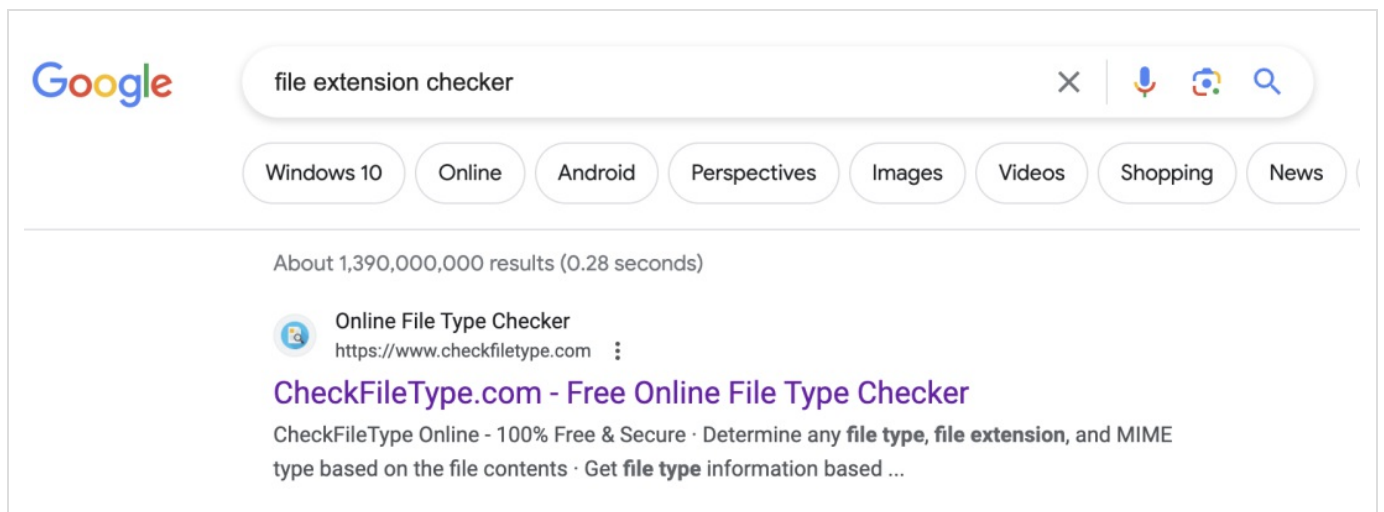 Google
file extension checker
Windows 10 Online Android Perspectives Images Videos Shopping News
About 1,390,000,000 results (0.28 seconds)
Online File Type Checker
https://www.checkfiletype.com
CheckFileType.com - Free Online File Type Checker
CheckFileType Online - 100% Free & Secure · Determine any file type, file extension, and MIME
type based on the file contents · Get file type information based ...